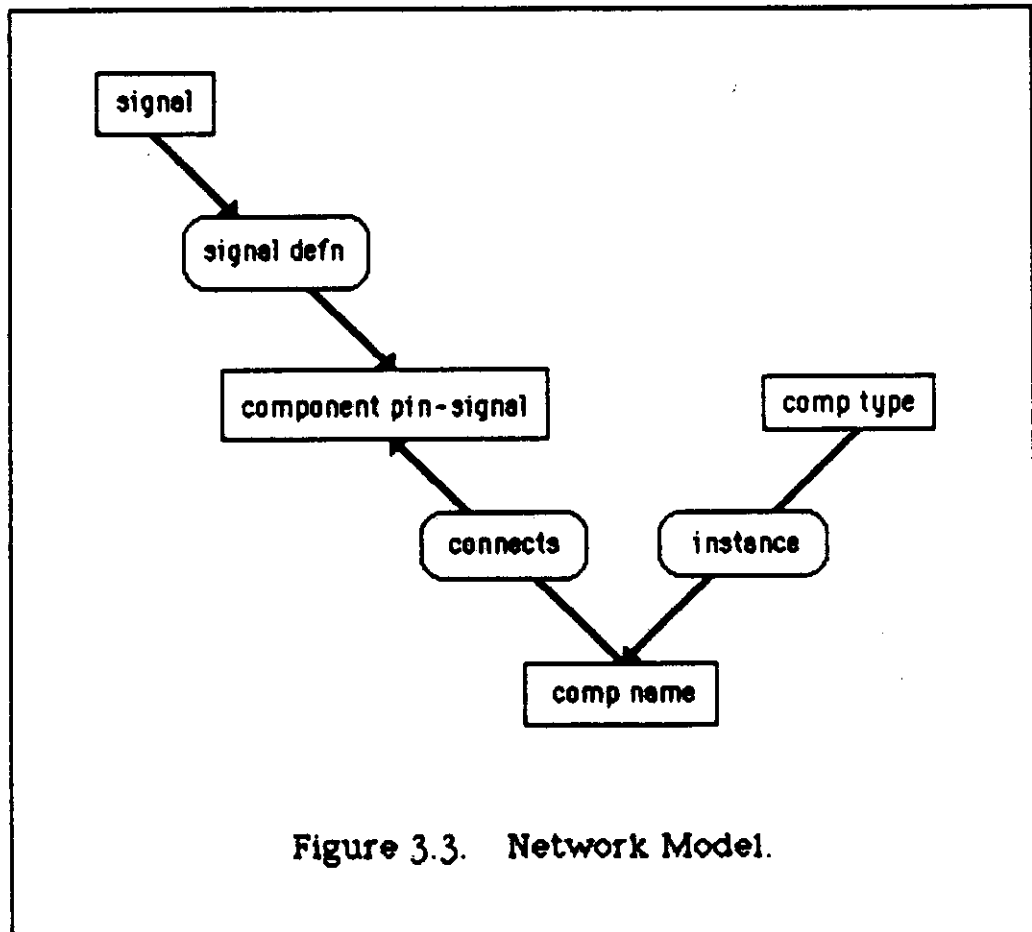 signal
signal defn
component pin-signal
comp type
connects
instance
comp name
Figure 3.3. Network Model.